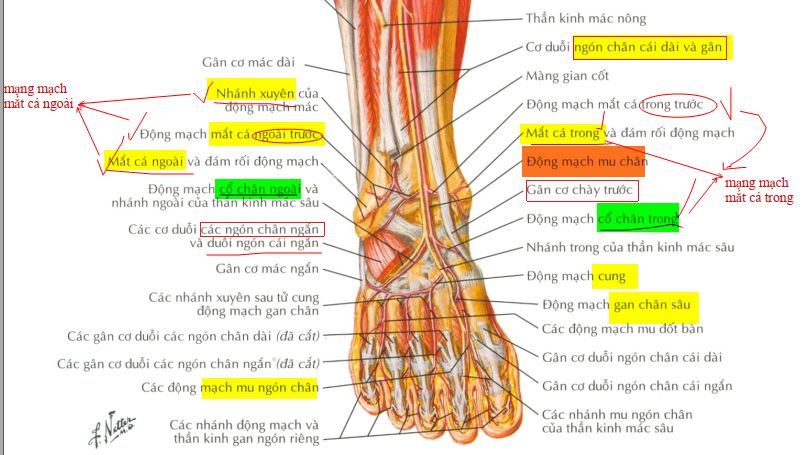 Thần kinh mác nông
Cơ duỗi ngón chân cái dài và gân
Màng gian cốt
Động mạch mắt cá trong trước
Mắt cá trong và đám rối động mạch
Động mạch mu chân
Gân cơ chày trước
Động mạch cổ chân trong
Nhánh trong của thần kinh mác sâu
Động mạch cung
Động mạch gan chân sâu
Các động mạch mu đốt bàn
Gân cơ duỗi ngón chân cái dài
Gân cơ duỗi ngón chân cái ngắn
Các nhánh mu ngón chân
của thần kinh mác sâu
mạng mạch
mắt cá trong
Gân cơ mác dài
mạng mạch
mắt cá ngoài
Nhánh xuyên của
động mạch mác
Động mạch mắt cá ngoài trước
Mắt cá ngoài và đám rối động mạch
Động mạch cổ chân ngoài và
nhánh ngoài của thần kinh mác sâu
Các cơ duỗi các ngón chân ngắn
và duỗi ngón cái ngắn
Gân cơ mác ngắn
Các nhánh xuyên sau từ cung
động mạch gan chân
Các gân cơ duỗi các ngón chân dài (đã cắt)
Các gân cơ duỗi các ngón chân ngắn (đã cắt)
Các động mạch mu ngón chân
Các nhánh động mạch và
thần kinh gan ngón riêng
F. Netter
M.D.